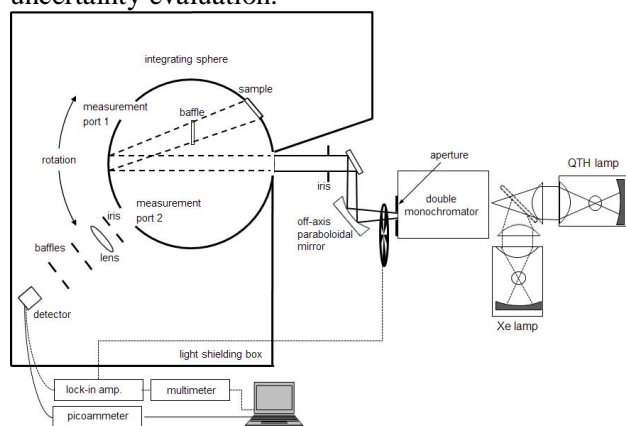 uncertainty evaluation.
integrating sphere
sample
measurement
port 1
baffle
rotation
aperture
QTH lamp
iris
double
monochromator
measurement
port 2
iris
off-axis
paraboloidal
mirror
baffles
lens
detector
Xe lamp
light shielding box
lock-in amp.
multimeter
picoammeter